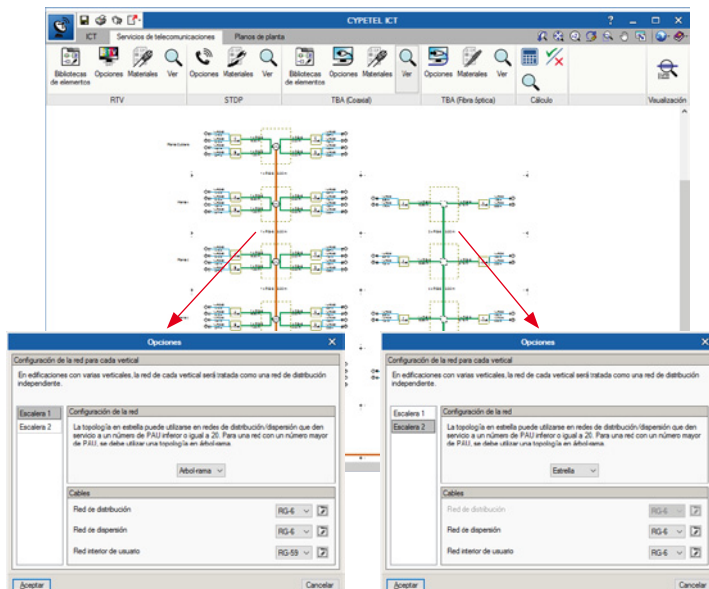 CYPETEL ICT
ICT Servicios de telecomunicaciones Planos de planta
Bibliotecas de elementos Opciones Materiales Ver Opciones Materiales Ver Bibliotecas de elementos Opciones Materiales Ver Opciones Materiales Ver
RTV STDP TBA (Coaxial) TBA (Fibra óptica) Cálculo Visualización
Opciones
Configuración de la red para cada vertical
En edificaciones con varias verticales, la red de cada vertical será tratada como una red de distribución
independiente.
Escalera 1
Escalera 2
Configuración de la red
La topología en estrella puede utilizarse en redes de distribución/dispersión que den
servicio a un número de PAU inferior o igual a 20. Para una red con un número mayor
de PAU, se debe utilizar una topología en árbol-rama.
Árbol-rama
Cables
Red de distribución RG-6
Red de dispersión RG-6
Red interior de usuario RG-59
Aceptar Cancelar
Opciones
Configuración de la red para cada vertical
En edificaciones con varias verticales, la red de cada vertical será tratada como una red de distribución
independiente.
Escalera 1
Escalera 2
Configuración de la red
La topología en estrella puede utilizarse en redes de distribución/dispersión que den
servicio a un número de PAU inferior o igual a 20. Para una red con un número mayor
de PAU, se debe utilizar una topología en árbol-rama.
Estrella
Cables
Red de distribución RG-6
Red de dispersión RG-6
Red interior de usuario RG-6
Aceptar Cancelar